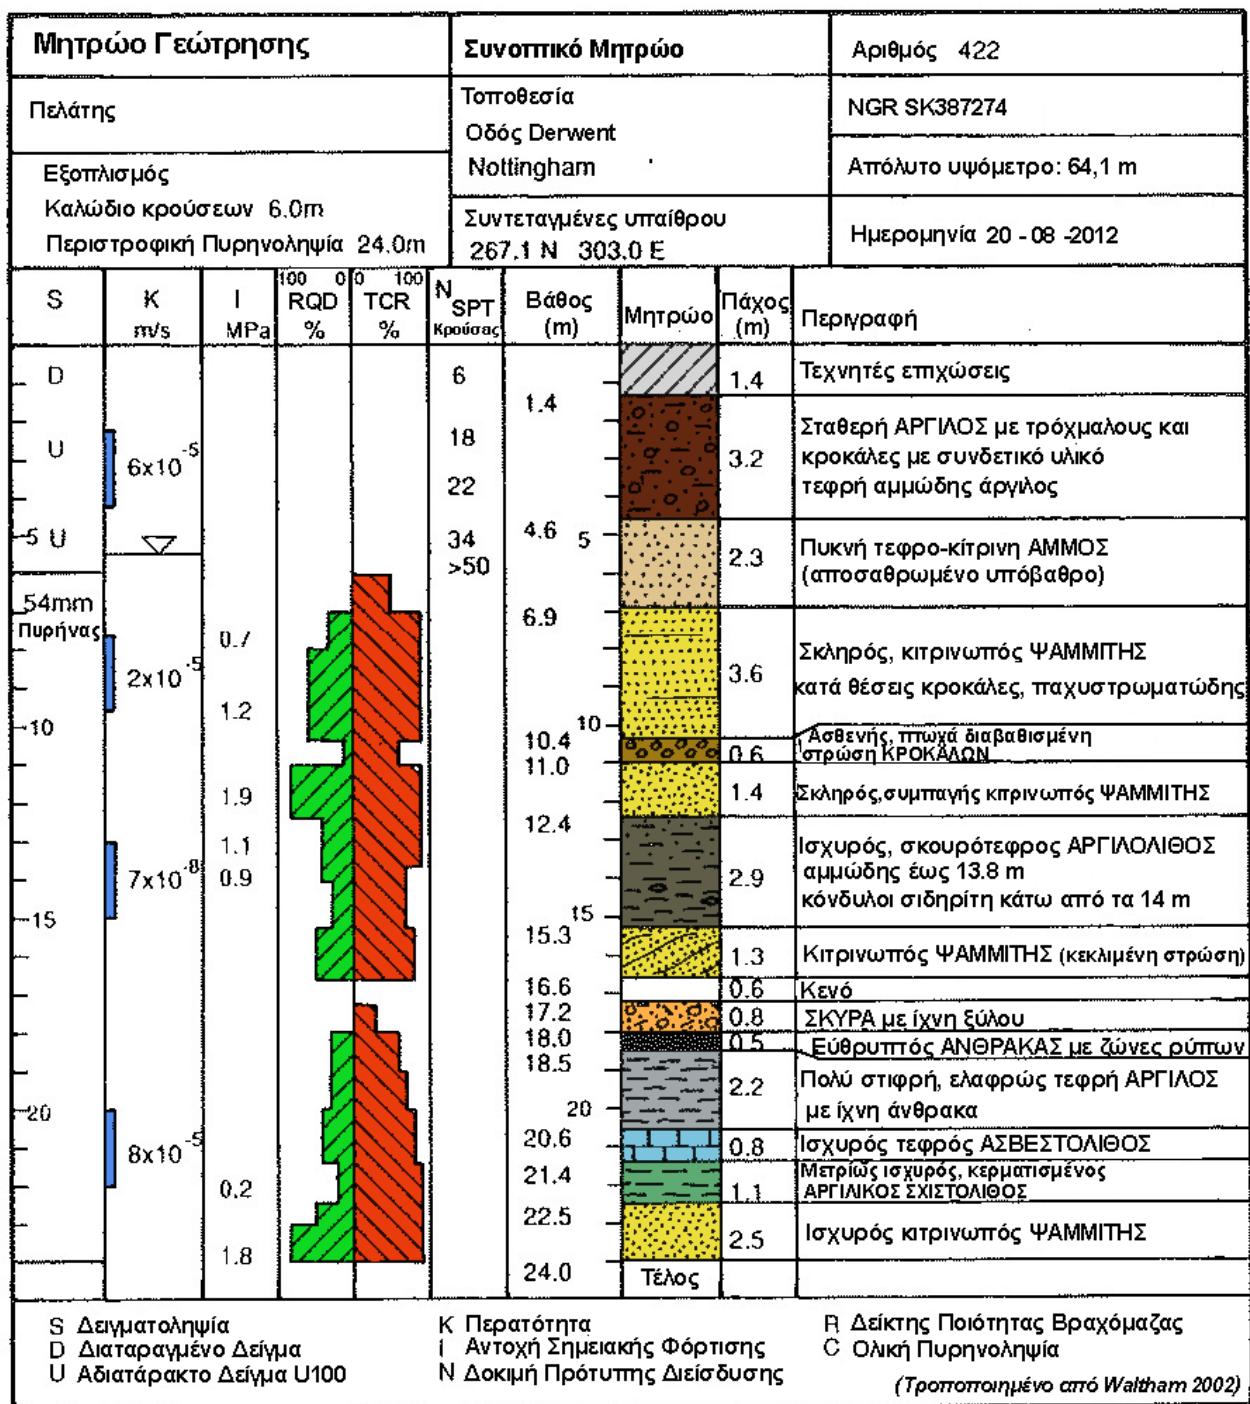 Μητρώο Γεώτρησης
Συνοπτικό Μητρώο
Αριθμός 422
Πελάτης
Τοποθεσία
Οδός Derwent
Nottingham
NGR SK387274
Απόλυτο υψόμετρο: 64,1 m
Εξοπλισμός
Καλώδιο κρούσεων 6.0m
Περιστροφική Πυρηνοληψία 24.0m
Συντεταγμένες υπαίθρου
267.1 N 303.0 E
Ημερομηνία 20 - 08 -2012
S
K
m/s
I
MPa
100 0
RQD
%
0 100
TCR
%
N SPT
Κρούσας
Βάθος
(m)
Μητρώο
Πάχος
(m)
Περιγραφή
D
6
1.4
Τεχνητές επιχώσεις
1.4
U
6x10-5
18
22
3.2
Σταθερή ΑΡΓΙΛΟΣ με τρόχμαλους και
κροκάλες με συνδετικό υλικό
τεφρή αμμώδης άργιλος
5 U
34
>50
4.6
5
2.3
Πυκνή τεφρο-κίτρινη ΑΜΜΟΣ
(αποσαθρωμένο υπόβαθρο)
54mm
Πυρήνας
6.9
0.7
2x10-5
1.2
3.6
Σκληρός, κιτρινωπός ΨΑΜΜΙΤΗΣ
κατά θέσεις κροκάλες, παχυστρωματώδης
10
10
10.4
0.6
Ασθενής, πτωχά διαβαθισμένη
στρώση ΚΡΟΚΑΛΩΝ
11.0
1.9
1.4
Σκληρός,συμπαγής κιτρινωπός ΨΑΜΜΙΤΗΣ
12.4
1.1
7x10-8
0.9
2.9
Ισχυρός, σκουρότεφρος ΑΡΓΙΛΟΛΙΘΟΣ
αμμώδης έως 13.8 m
κόνδυλοι σιδηρίτη κάτω από τα 14 m
15
15
15.3
1.3
Κιτρινωπός ΨΑΜΜΙΤΗΣ (κεκλιμένη στρώση)
16.6
0.6
Κενό
17.2
0.8
ΣΚΥΡΑ με ίχνη ξύλου
18.0
0.5
Εύθρυπτός ΑΝΘΡΑΚΑΣ με ζώνες ρύπων
18.5
2.2
Πολύ στιφρή, ελαφρώς τεφρή ΑΡΓΙΛΟΣ
με ίχνη άνθρακα
20
20
20.6
0.8
Ισχυρός τεφρός ΑΣΒΕΣΤΟΛΙΘΟΣ
8x10-5
21.4
0.2
1.1
Μετρίως ισχυρός, κερματισμένος
ΑΡΓΙΛΙΚΟΣ ΣΧΙΣΤΟΛΙΘΟΣ
22.5
1.8
2.5
Ισχυρός κιτρινωπός ΨΑΜΜΙΤΗΣ
24.0
Τέλος
S Δειγματοληψία
D Διαταραγμένο Δείγμα
U Αδιατάρακτο Δείγμα U100
K Περατότητα
I Αντοχή Σημειακής Φόρτισης
N Δοκιμή Πρότυπης Διείσδυσης
R Δείκτης Ποιότητας Βραχόμαζας
C Ολική Πυρηνοληψία
(Τροποποιημένο από Waltham 2002)